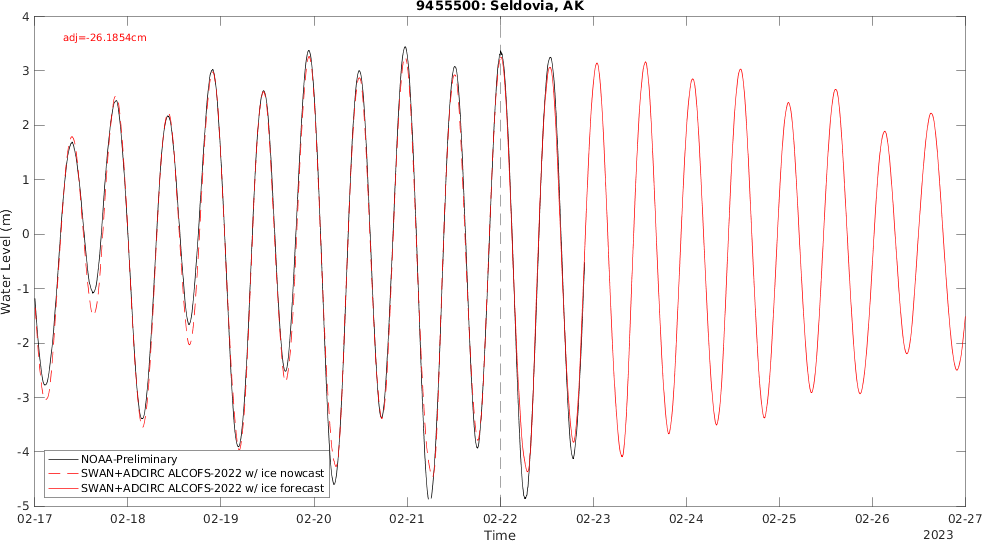 9455500: Seldovia, AK
adj=-26.1854cm
4
3
2
1
0
-1
-2
-3
-4
-5
Water Level (m)
NOAA-Preliminary
SWAN+ADCIRC ALCOFS-2022 w/ ice nowcast
SWAN+ADCIRC ALCOFS-2022 w/ ice forecast
02-17 02-18 02-19 02-20 02-21 02-22 02-23 02-24 02-25 02-26 02-27
Time
2023